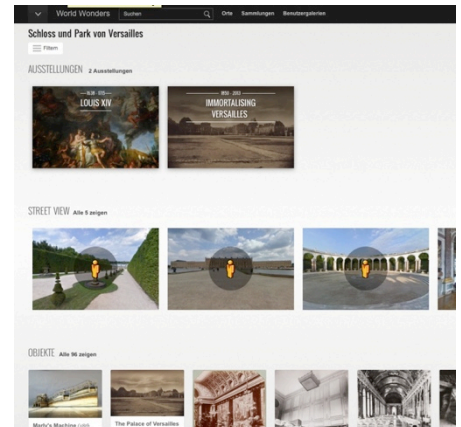 World Wonders
Suchen
Orte Sammlungen Benutzergalerien
Schloss und Park von Versailles
Filtern
AUSSTELLUNGEN 2 Ausstellungen
LOUIS XIV
IMMORTALISING
VERSAILLES
STREET VIEW Alle 5 zeigen
OBJEKTE Alle 96 zeigen
Marly's Machine
The Palace of Versailles